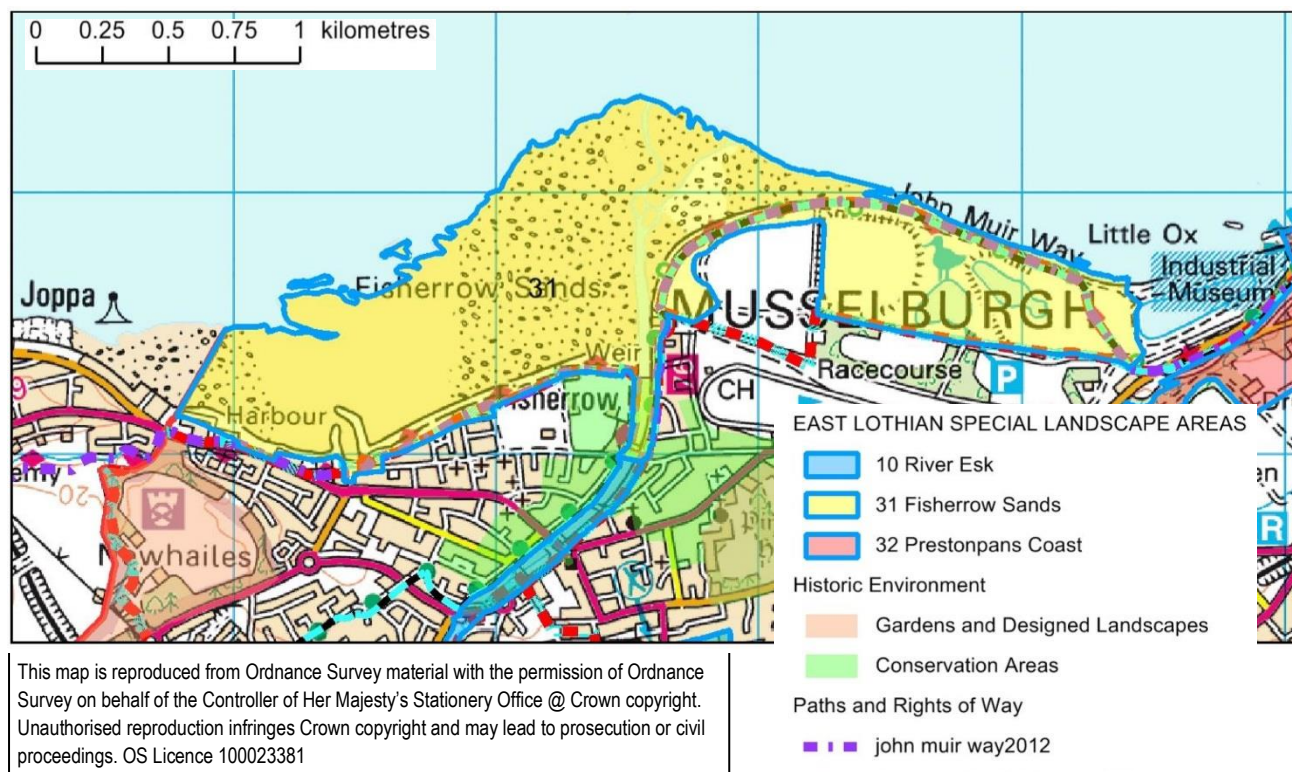 0 0.25 0.5 0.75 1 kilometres
John Muir Way
Little Ox
Industrial
Museum
Joppa
Fisherrow Sands
31
MUSSELBURGH
Weir
Racecourse
P
Fisherrow
CH
Harbour
20
Newhailes
R
EAST LOTHIAN SPECIAL LANDSCAPE AREAS
10 River Esk
31 Fisherrow Sands
32 Prestonpans Coast
Historic Environment
Gardens and Designed Landscapes
Conservation Areas
Paths and Rights of Way
john muir way2012
This map is reproduced from Ordnance Survey material with the permission of Ordnance
Survey on behalf of the Controller of Her Majesty’s Stationery Office @ Crown copyright.
Unauthorised reproduction infringes Crown copyright and may lead to prosecution or civil
proceedings. OS Licence 100023381